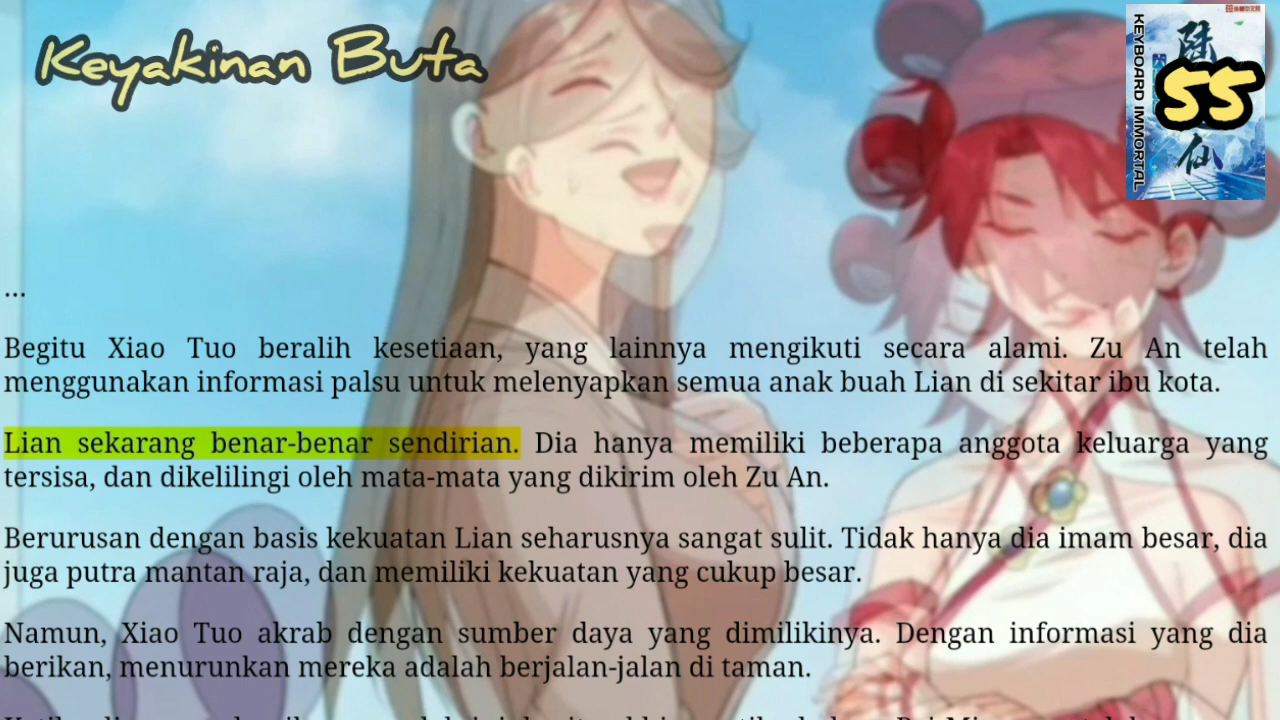 Keyakinan Buta
KEYBOARD IMMORTAL
55
...
Begitu Xiao Tuo beralih kesetiaan, yang lainnya mengikuti secara alami. Zu An telah
menggunakan informasi palsu untuk melenyapkan semua anak buah Lian di sekitar ibu kota.
Lian sekarang benar-benar sendirian. Dia hanya memiliki beberapa anggota keluarga yang
tersisa, dan dikelilingi oleh mata-mata yang dikirim oleh Zu An.
Berurusan dengan basis kekuatan Lian seharusnya sangat sulit. Tidak hanya dia imam besar, dia
juga putra mantan raja, dan memiliki kekuatan yang cukup besar.
Namun, Xiao Tuo akrab dengan sumber daya yang dimilikinya. Dengan informasi yang dia
berikan, menurunkan mereka adalah berjalan-jalan di taman.